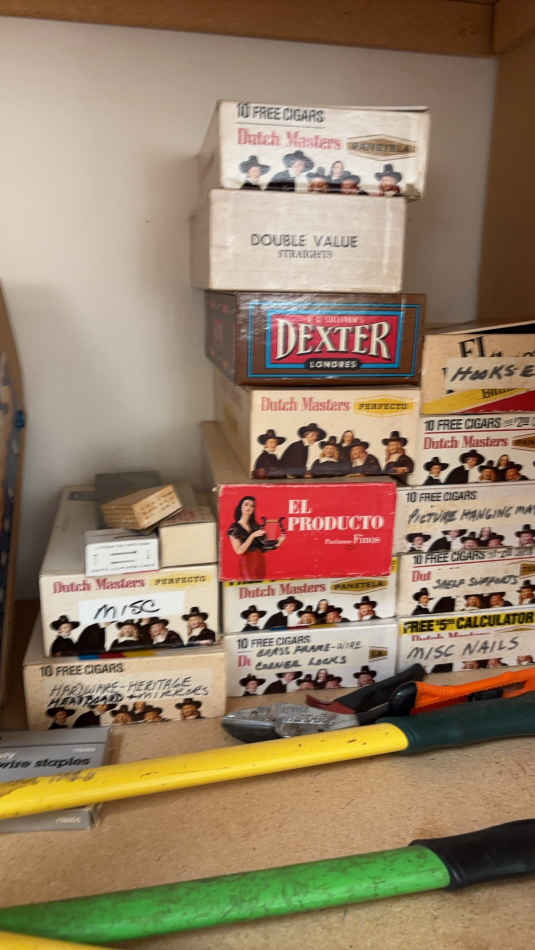 10 FREE CIGARS
Dutch Masters PANETELA
DOUBLE VALUE
STRAIGHTS
DEXTER
LONDRES
Dutch Masters PERFECTO
EL
PRODUCTO
Finos
Dutch Masters PANETELA
10 FREE CIGARS
BRASS FRAME-WIRE
CORNER LOCKS
HOOKS
10 FREE CIGARS
Dutch Masters
10 FREE CIGARS
PICTURE HANGING
10 FREE CIGARS
SHELF SUPPORTS
FREE CALCULATOR
MISC NAILS
Dutch Masters PERFECTO
MISC
10 FREE CIGARS
HARDWARE-HERITAGE
HEADBOARD MIRRORS
wire staples